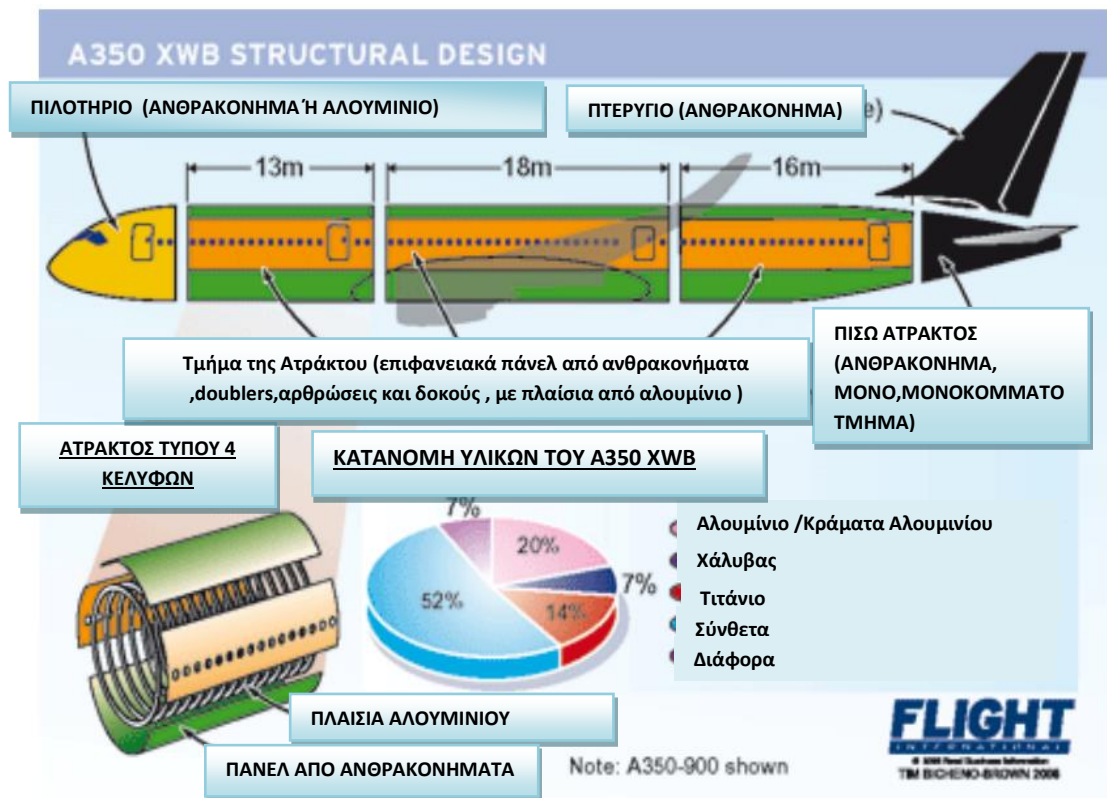 A350 XWB STRUCTURAL DESIGN
ΠΙΛΟΤΗΡΙΟ (ΑΝΘΡΑΚΟΝΗΜΑ Ή ΑΛΟΥΜΙΝΙΟ)
ΠΤΕΡΥΓΙΟ (ΑΝΘΡΑΚΟΝΗΜΑ)
e)
13m
18m
16m
Τμήμα της Ατράκτου (επιφανειακά πάνελ από ανθρακονήματα
,doublers,αρθρώσεις και δοκούς , με πλαίσια από αλουμίνιο )
ΠΙΣΩ ΑΤΡΑΚΤΟΣ
(ΑΝΘΡΑΚΟΝΗΜΑ,
ΜΟΝΟ,ΜΟΝΟΚΟΜΜΑΤΟ
ΤΜΗΜΑ)
ΑΤΡΑΚΤΟΣ ΤΥΠΟΥ 4
ΚΕΛΥΦΩΝ
ΚΑΤΑΝΟΜΗ ΥΛΙΚΩΝ ΤΟΥ Α350 XWB
7%
20%
7%
14%
52%
Αλουμίνιο /Κράματα Αλουμινίου
Χάλυβας
Τιτάνιο
Σύνθετα
Διάφορα
ΠΛΑΙΣΙΑ ΑΛΟΥΜΙΝΙΟΥ
ΠΑΝΕΛ ΑΠΟ ΑΝΘΡΑΚΟΝΗΜΑΤΑ
Note: A350-900 shown
FLIGHT
INTERNATIONAL
Reed Business Information
TIM BICHENO-BROWN 2006